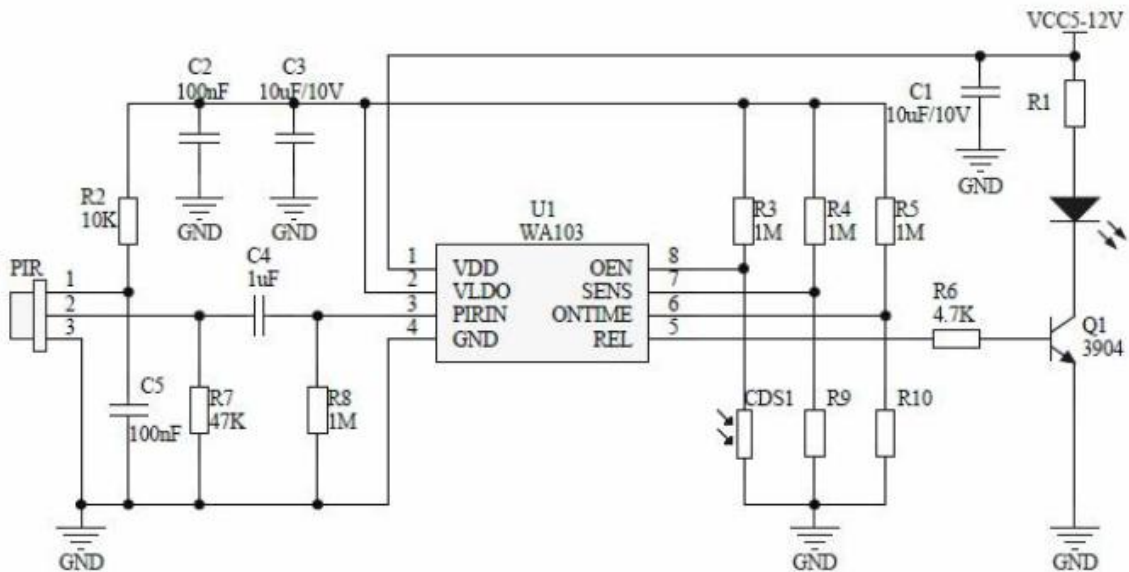 VCC5-12V
C2
100nF
C3
10uF/10V
C1
10uF/10V
R1
GND
GND
GND
R2
10K
U1
WA103
R3
1M
R4
1M
R5
1M
C4
1uF
PIR
1
2
3
1 VDD OEN 8
2 VLDO SENS 7
3 PIRIN ONTIME 6
4 GND REL 5
R6
4.7K
Q1
3904
C5
100nF
R7
47K
R8
1M
CDS1
R9
R10
GND
GND
GND